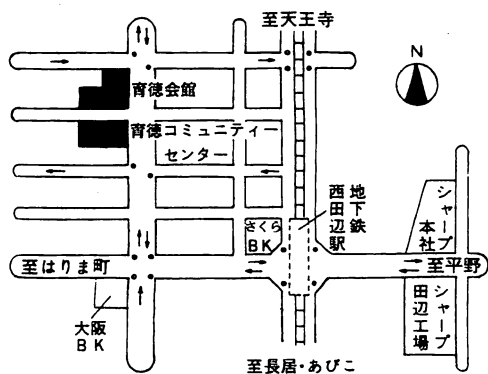 至天王寺
N
育徳会館
育徳コミュニティー
センター
地下鉄
西田辺駅
さくら
BK
シャープ
本社
至はりま町
至平野
大阪
BK
シャープ
田辺工場
至長居・あびこ